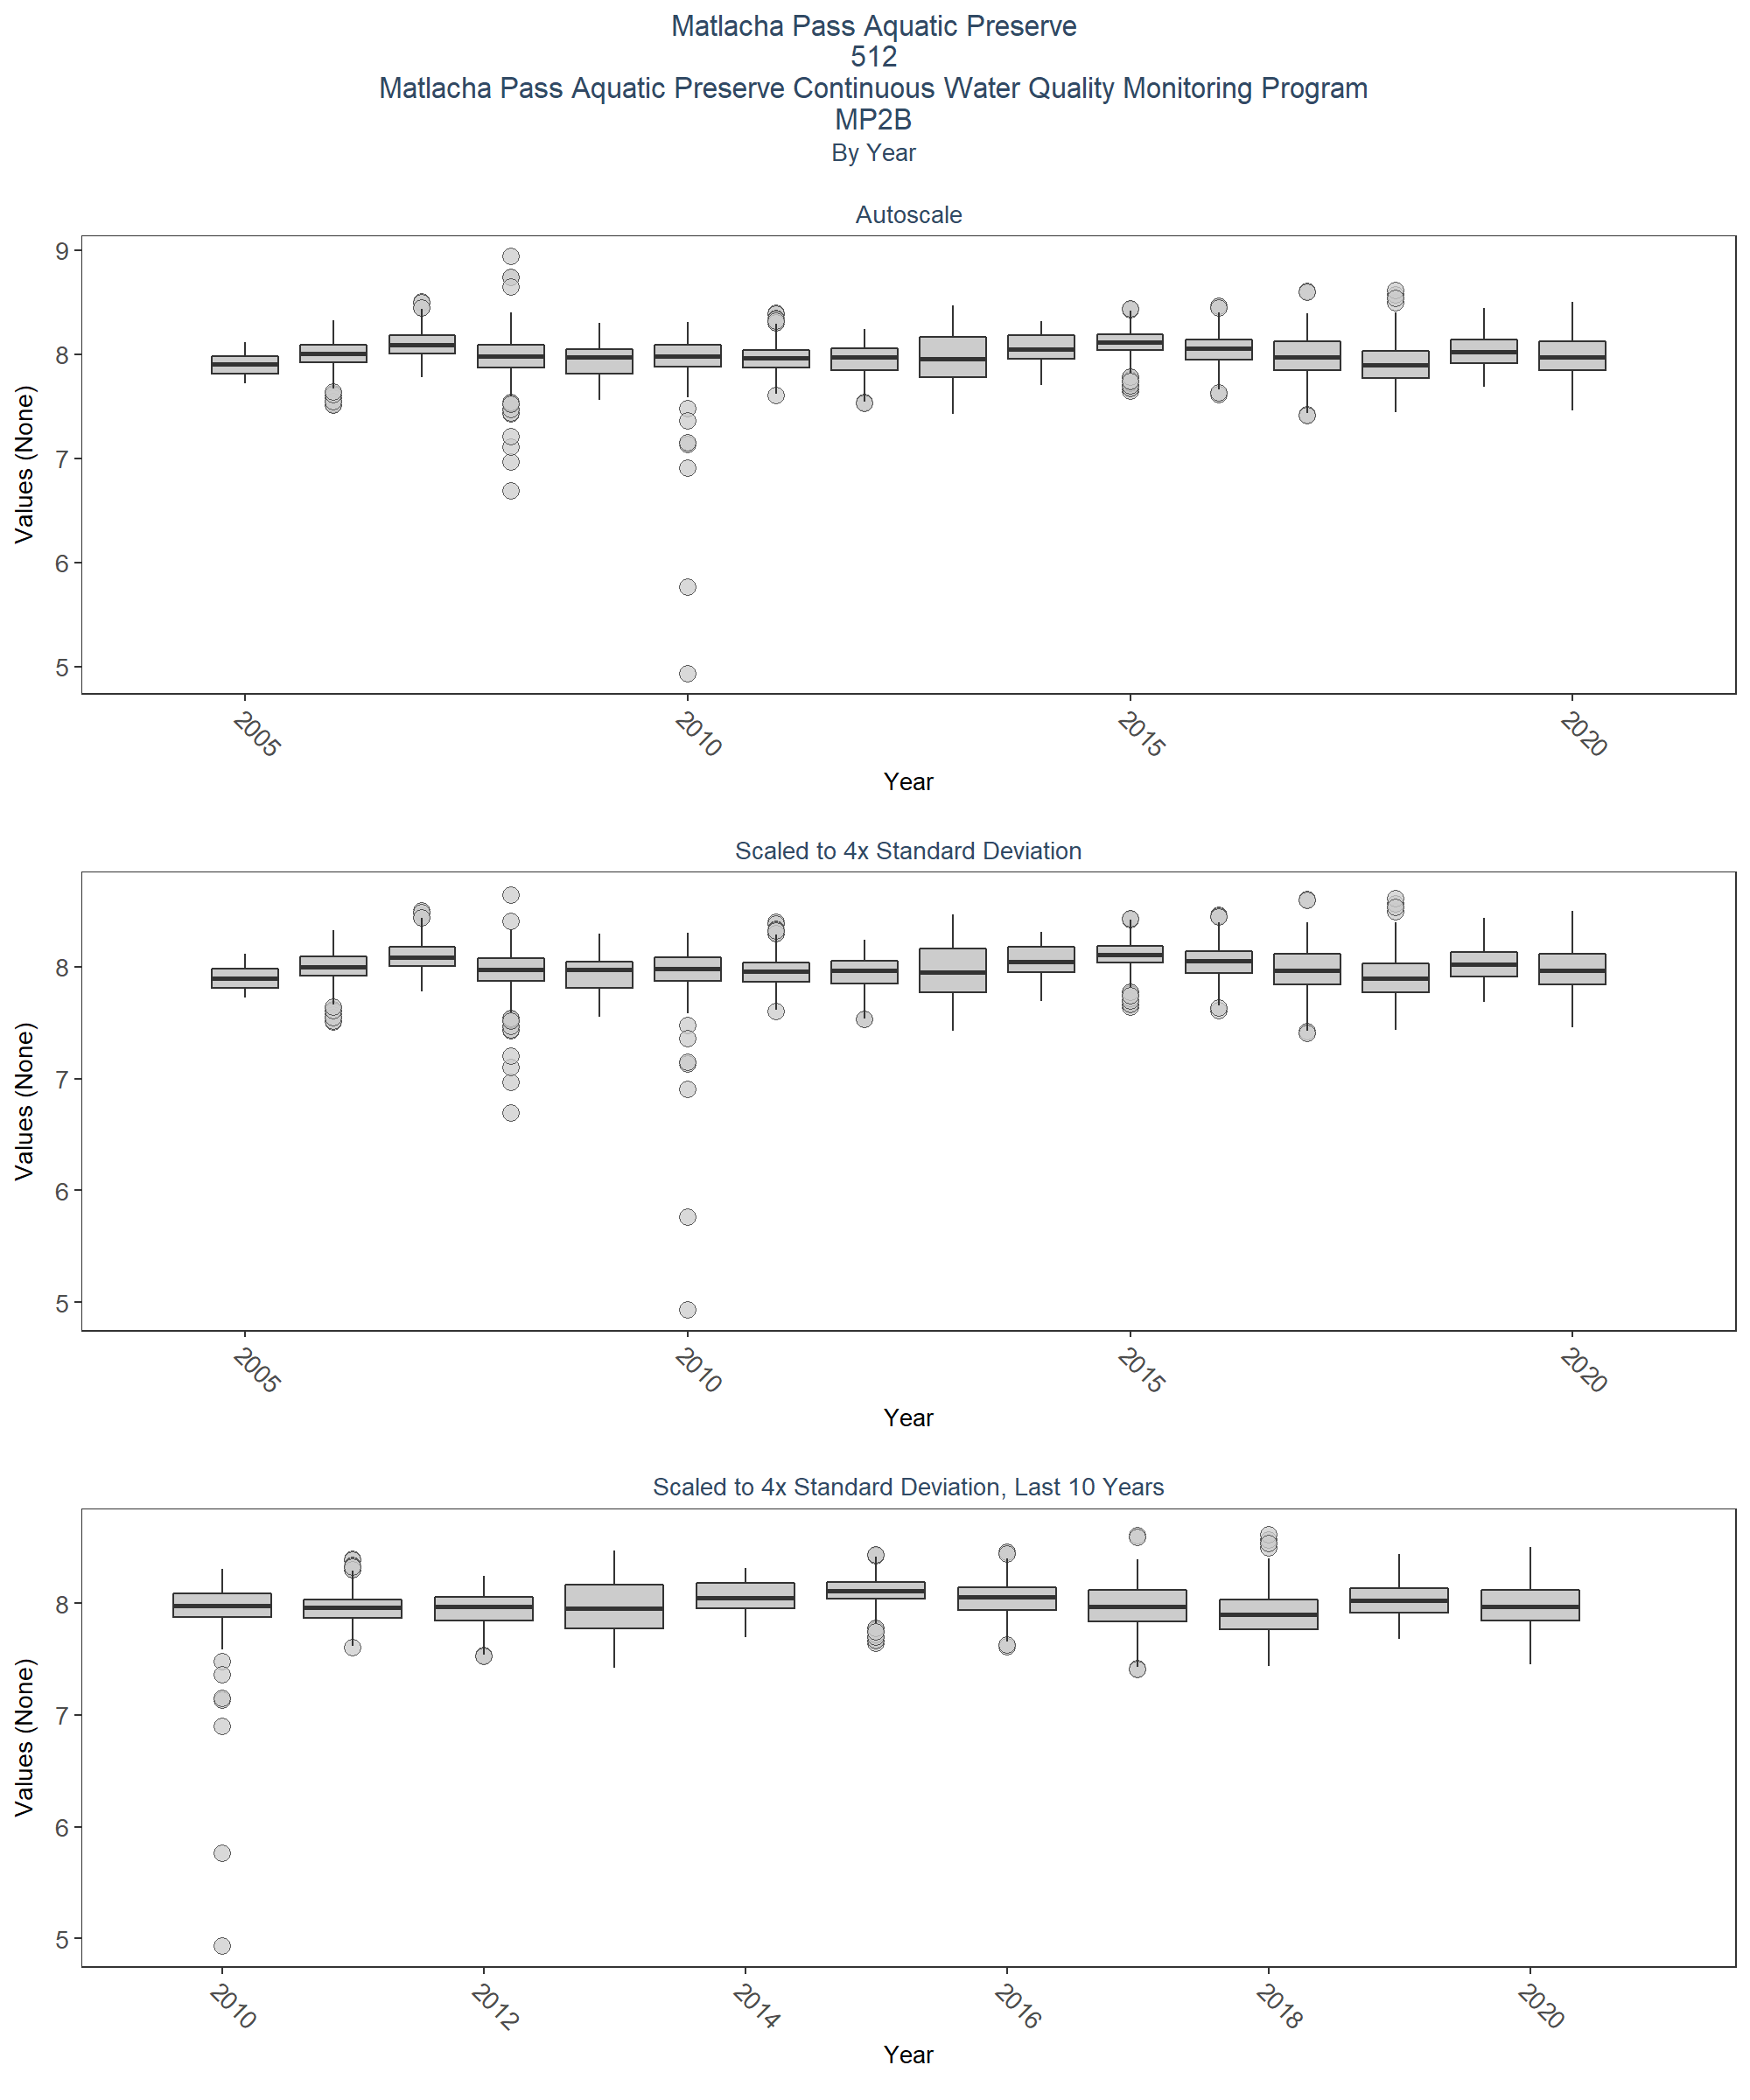 Matlacha Pass Aquatic Preserve
512
Matlacha Pass Aquatic Preserve Continuous Water Quality Monitoring Program
MP2B
By Year
Autoscale
Values (None)
9
8
7
6
5
2005
2010
2015
2020
Year
Scaled to 4x Standard Deviation
Values (None)
8
7
6
5
2005
2010
2015
2020
Year
Scaled to 4x Standard Deviation, Last 10 Years
Values (None)
8
7
6
5
2010
2012
2014
2016
2018
2020
Year